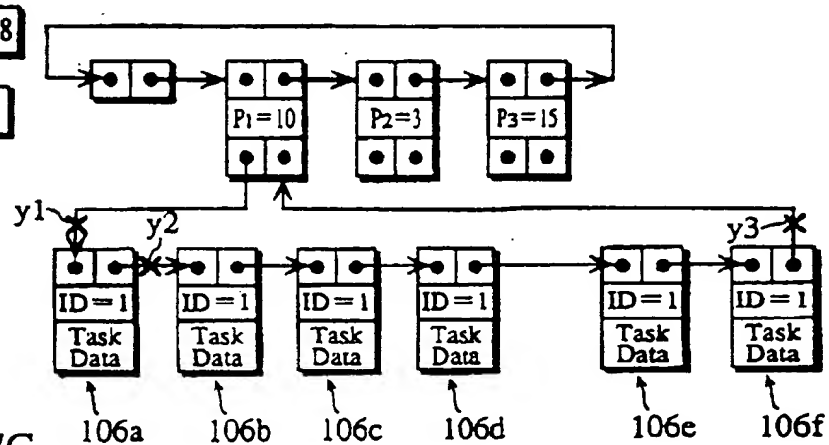 8
P1=10 P2=3 P3=15
y1 y2 y3
ID=1 ID=1 ID=1 ID=1 ID=1 ID=1
Task Task Task Task Task Task
Data Data Data Data Data Data
106a 106b 106c 106d 106e 106f